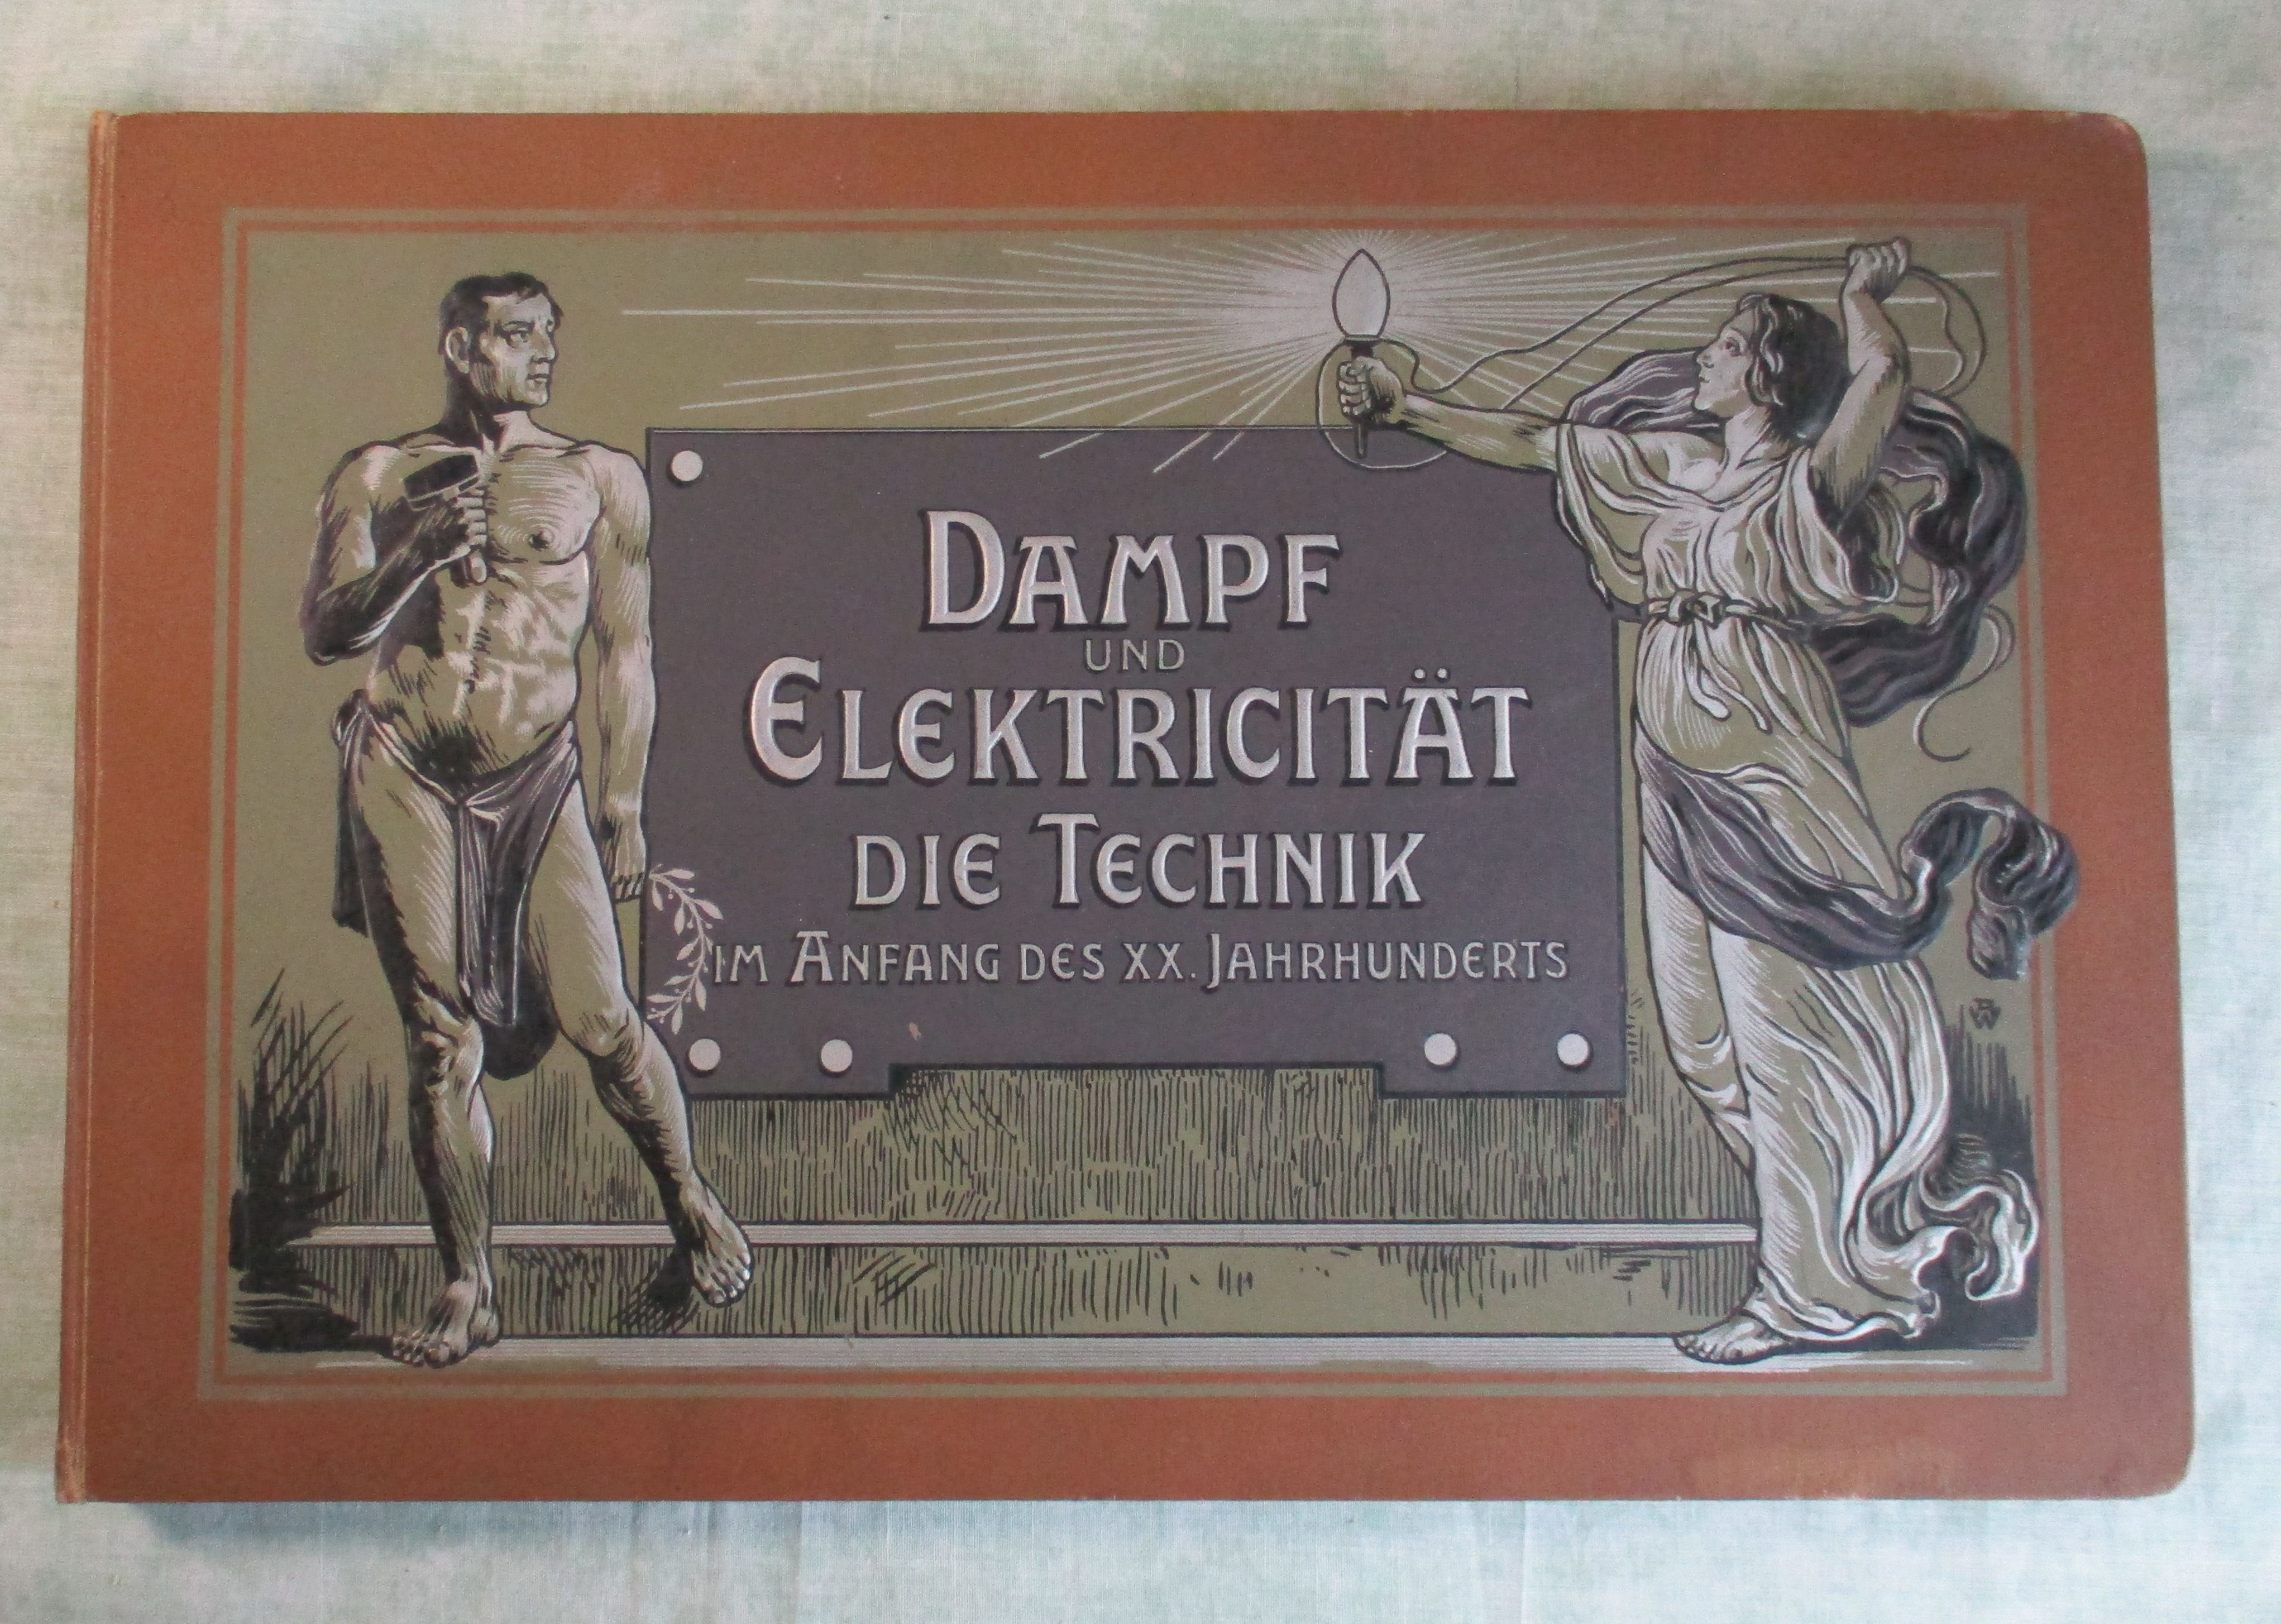 DAMPF
UND
ELEKTRICITÄT
DIE TECHNIK
IM ANFANG DES XX. JAHRHUNDERTS